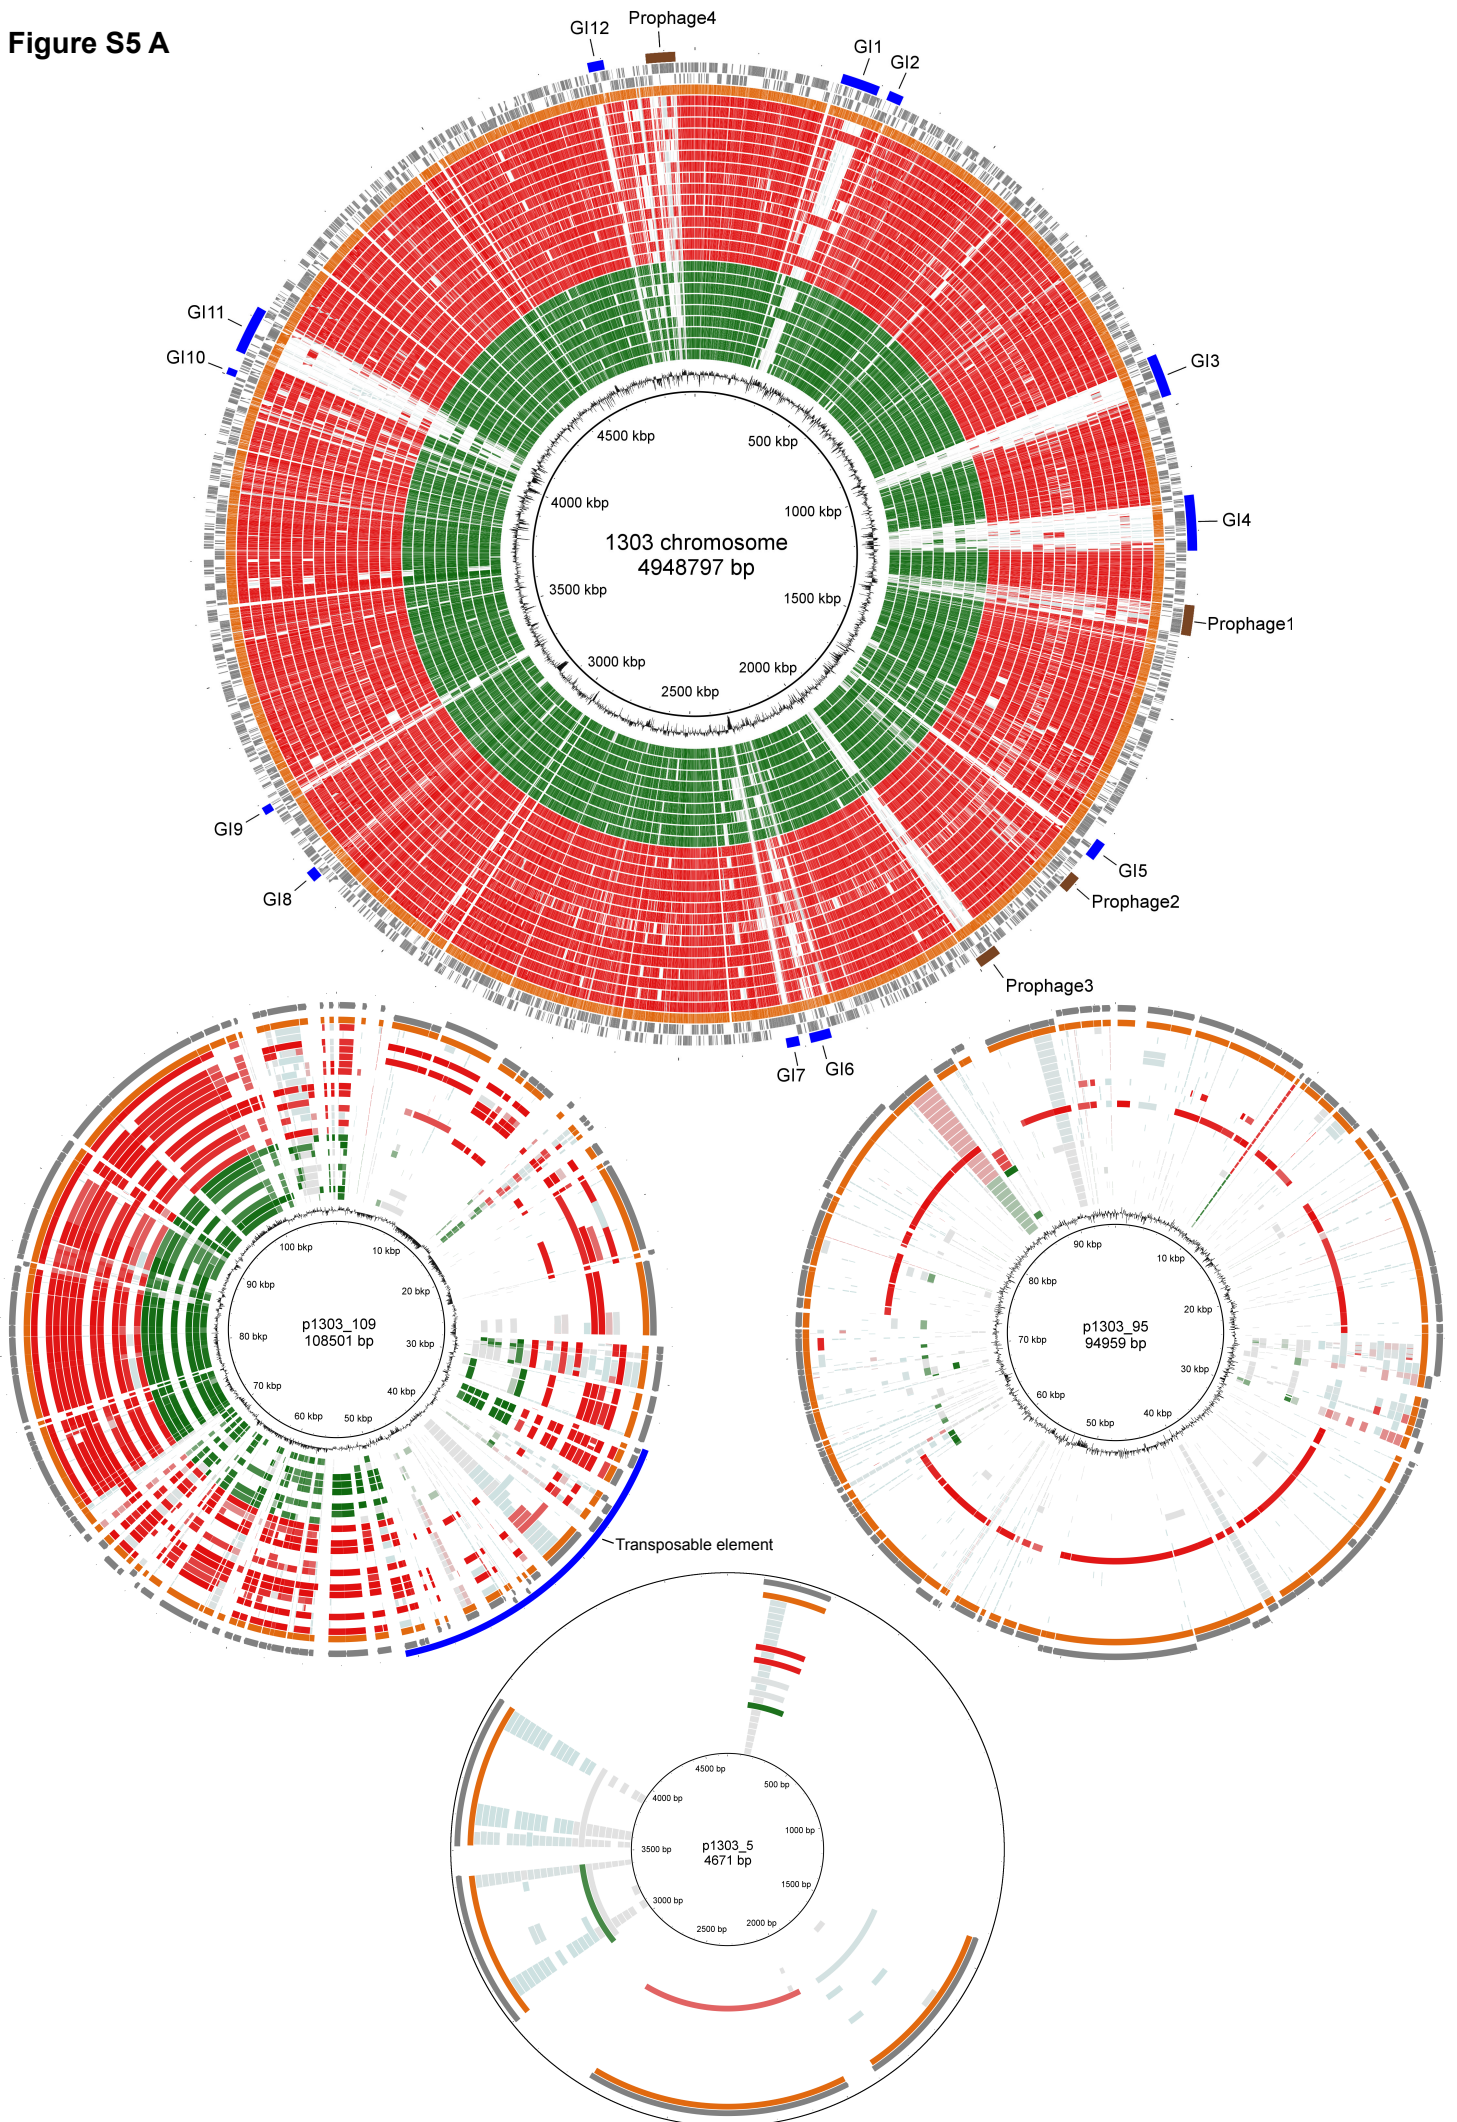 Figure S5 A
GI12
Prophage4
GI1
GI2
GI11
GI10
GI3
GI4
Prophage1
GI5
Prophage2
Prophage3
GI6
GI7
GI8
GI9
4500 kbp
500 kbp
4000 kbp
1000 kbp
1303 chromosome
4948797 bp
3500 kbp
1500 kbp
3000 kbp
2000 kbp
2500 kbp
100 bkp
10 kbp
90 kbp
20 kbp
p1303_109
108501 bp
80 bkp
30 kbp
70 kbp
40 kbp
60 kbp
50 kbp
Transposable element
90 kbp
10 kbp
80 kbp
20 kbp
p1303_95
94959 bp
70 kbp
30 kbp
60 kbp
40 kbp
50 kbp
4500 bp
500 bp
4000 bp
1000 bp
p1303_5
4671 bp
3500 bp
1500 bp
3000 bp
2000 bp
2500 bp